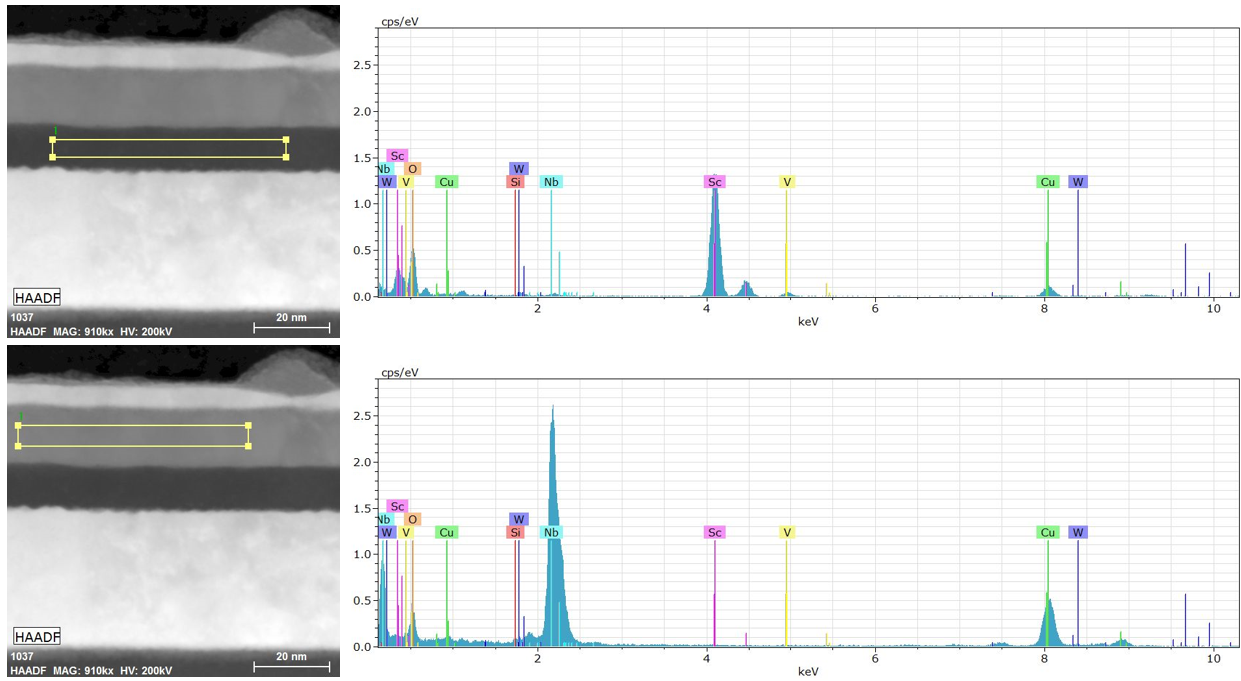 1
HAADF
1037
HAADF MAG: 910kx HV: 200kV
20 nm
cps/eV
2.5
2.0
1.5
1.0
0.5
0.0
Sc
Nb O W
W V Cu Si Nb Sc V Cu W
2 4 6 8 10
keV
1
HAADF
1037
HAADF MAG: 910kx HV: 200kV
20 nm
cps/eV
2.5
2.0
1.5
1.0
0.5
0.0
Sc
Nb O W
W V Cu Si Nb Sc V Cu W
2 4 6 8 10
keV